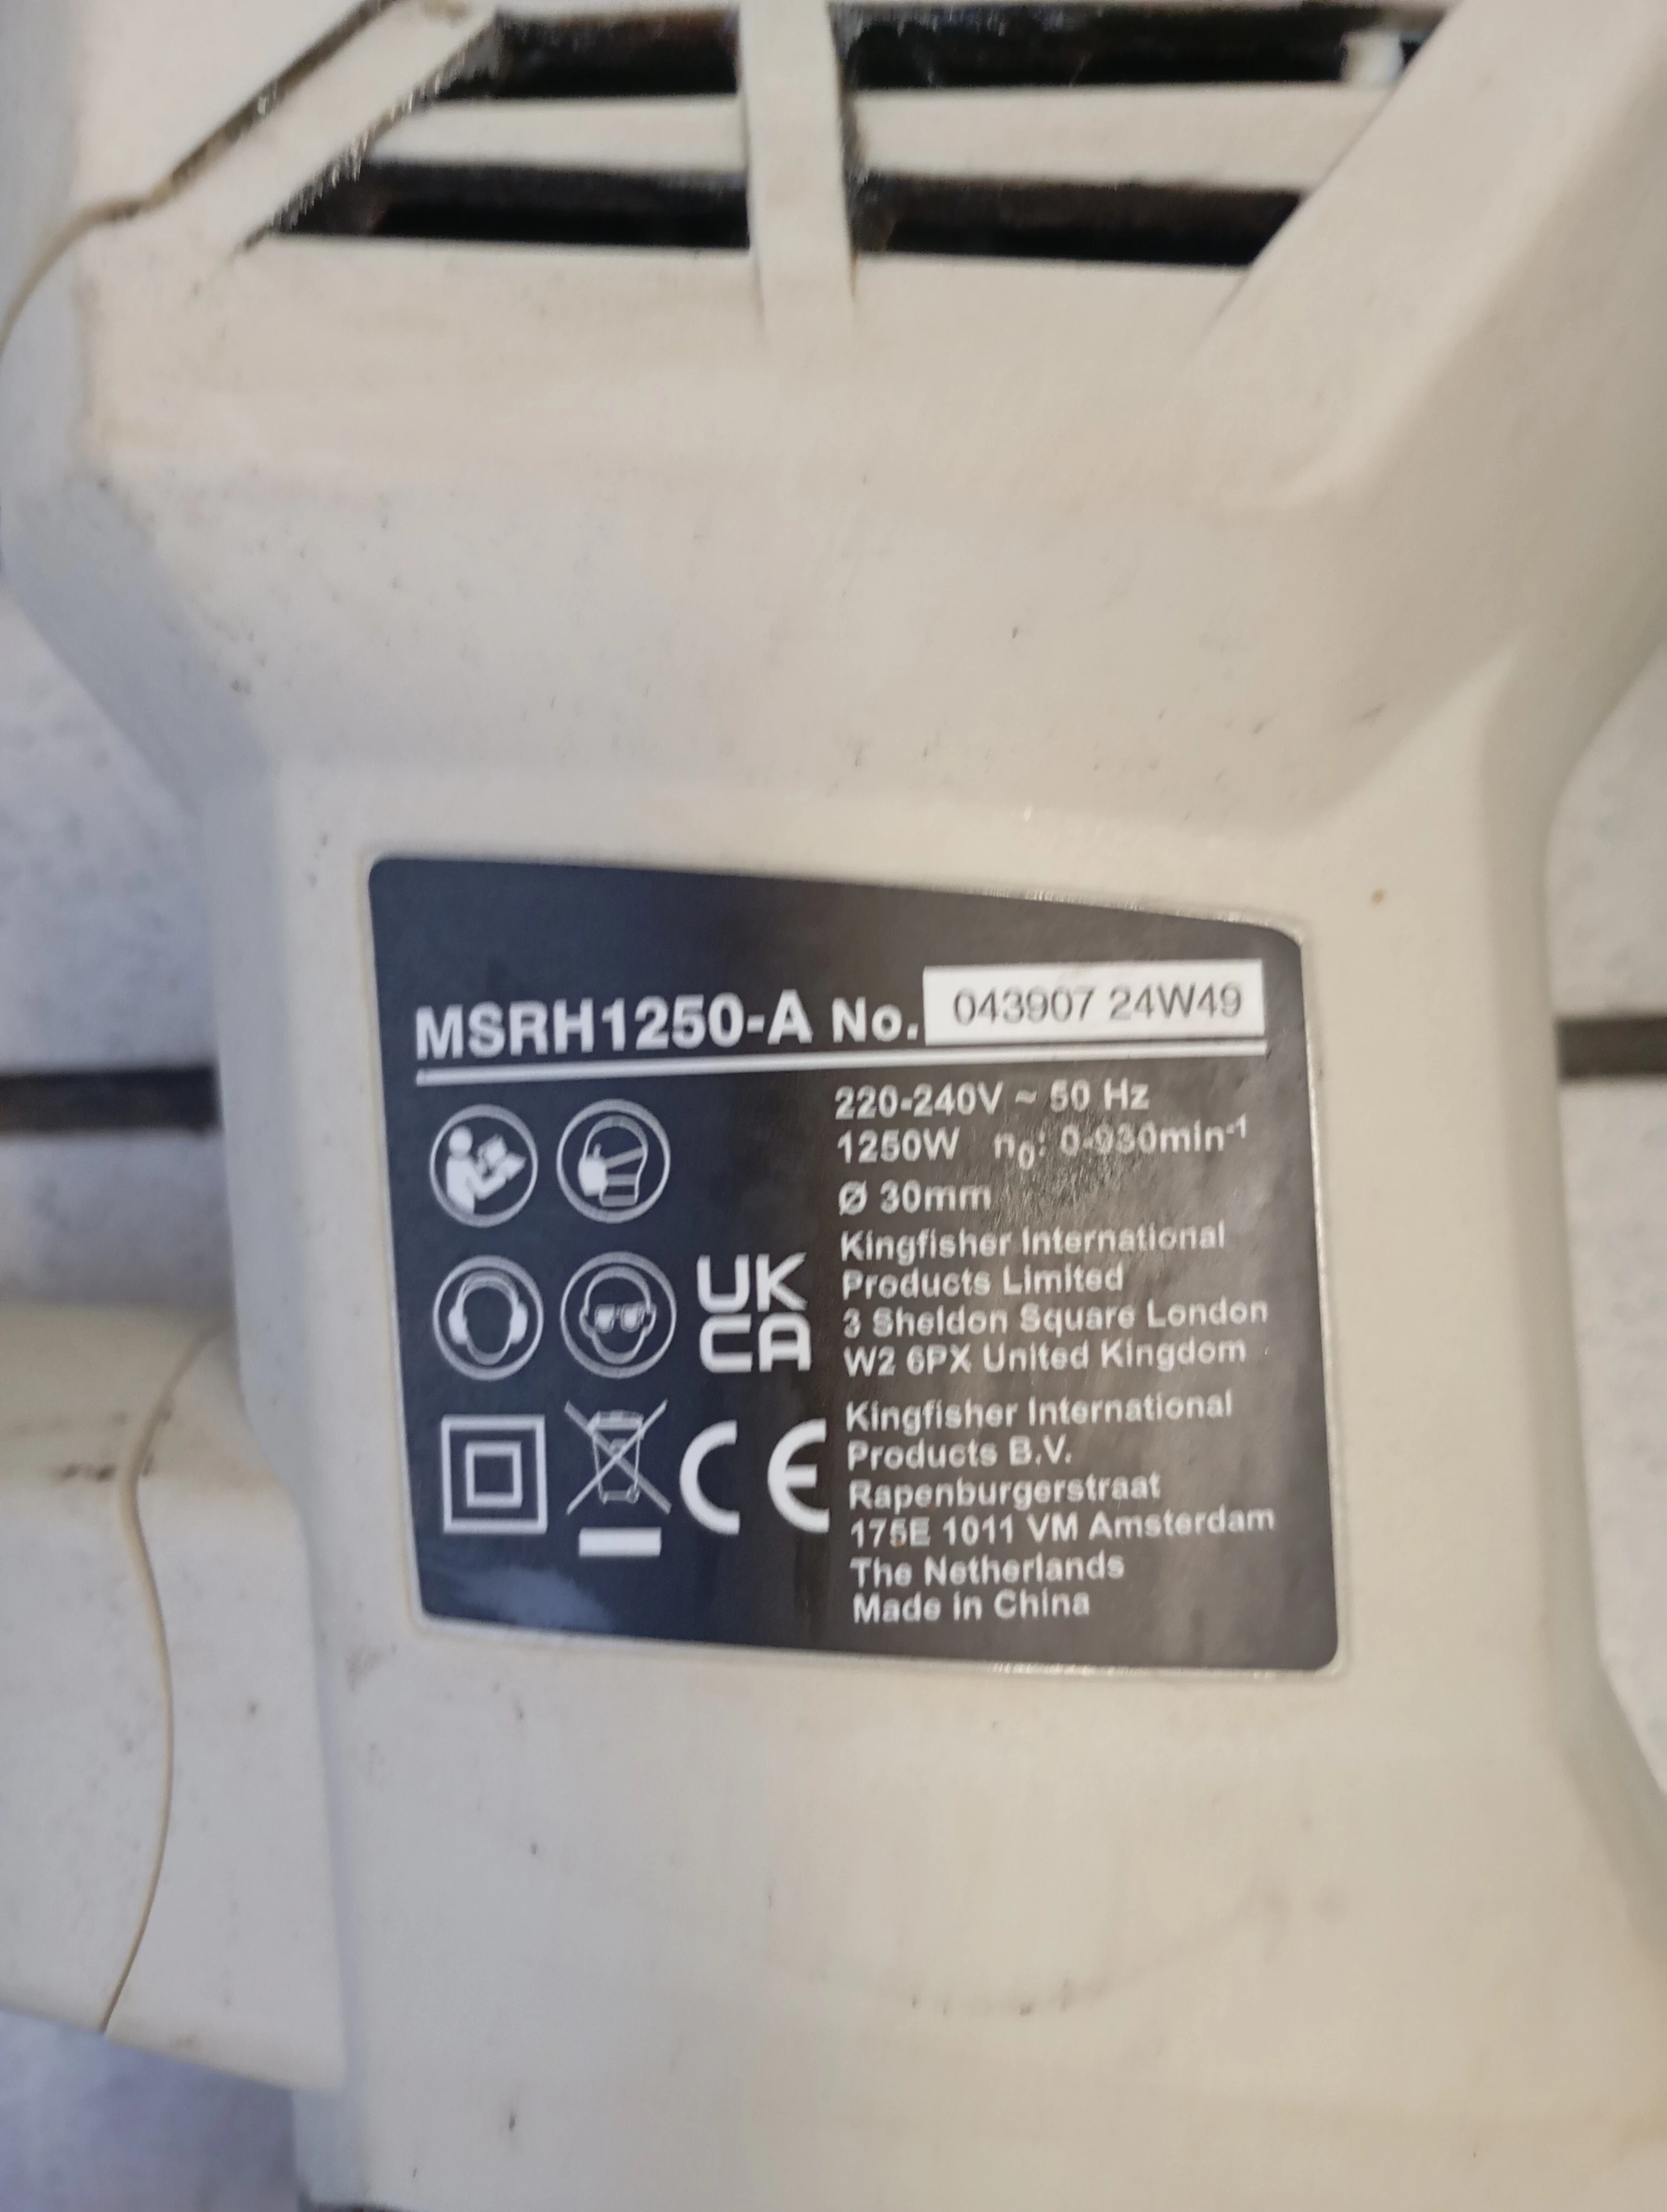 MSRH1250-A No. 043907 24W49
220-240V ~ 50 Hz
1250W n0: 0-930min-1
Ø 30mm
Kingfisher International
Products Limited
3 Sheldon Square London
W2 6PX United Kingdom
UK
CA
Kingfisher International
Products B.V.
Rapenburgerstraat
175E 1011 VM Amsterdam
The Netherlands
Made in China
CE